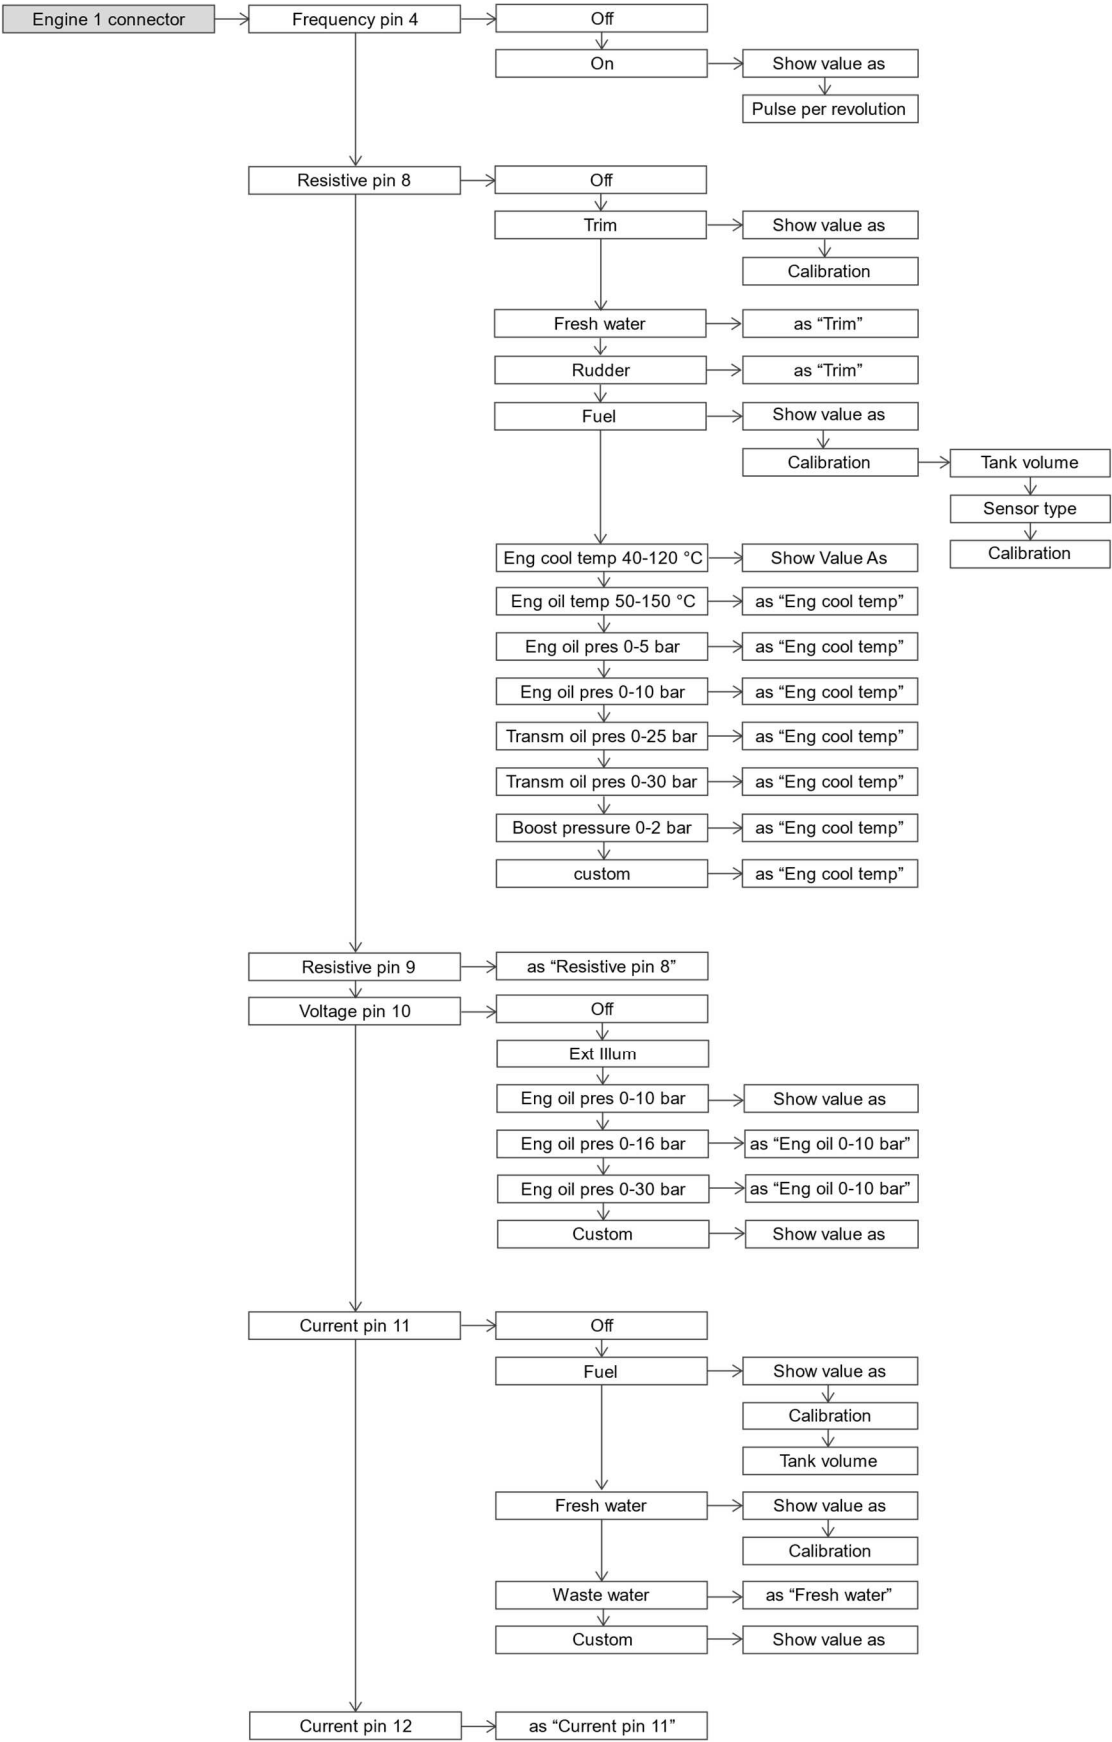 Engine 1 connector
Frequency pin 4
Off
On
Show value as
Pulse per revolution
Resistive pin 8
Off
Trim
Show value as
Calibration
Fresh water
as “Trim”
Rudder
as “Trim”
Fuel
Show value as
Calibration
Tank volume
Sensor type
Calibration
Eng cool temp 40-120 °C
Show Value As
Eng oil temp 50-150 °C
as “Eng cool temp”
Eng oil pres 0-5 bar
as “Eng cool temp”
Eng oil pres 0-10 bar
as “Eng cool temp”
Transm oil pres 0-25 bar
as “Eng cool temp”
Transm oil pres 0-30 bar
as “Eng cool temp”
Boost pressure 0-2 bar
as “Eng cool temp”
custom
as “Eng cool temp”
Resistive pin 9
as “Resistive pin 8”
Voltage pin 10
Off
Ext Illum
Eng oil pres 0-10 bar
Show value as
Eng oil pres 0-16 bar
as “Eng oil 0-10 bar”
Eng oil pres 0-30 bar
as “Eng oil 0-10 bar”
Custom
Show value as
Current pin 11
Off
Fuel
Show value as
Calibration
Tank volume
Fresh water
Show value as
Calibration
Waste water
as “Fresh water”
Custom
Show value as
Current pin 12
as “Current pin 11”